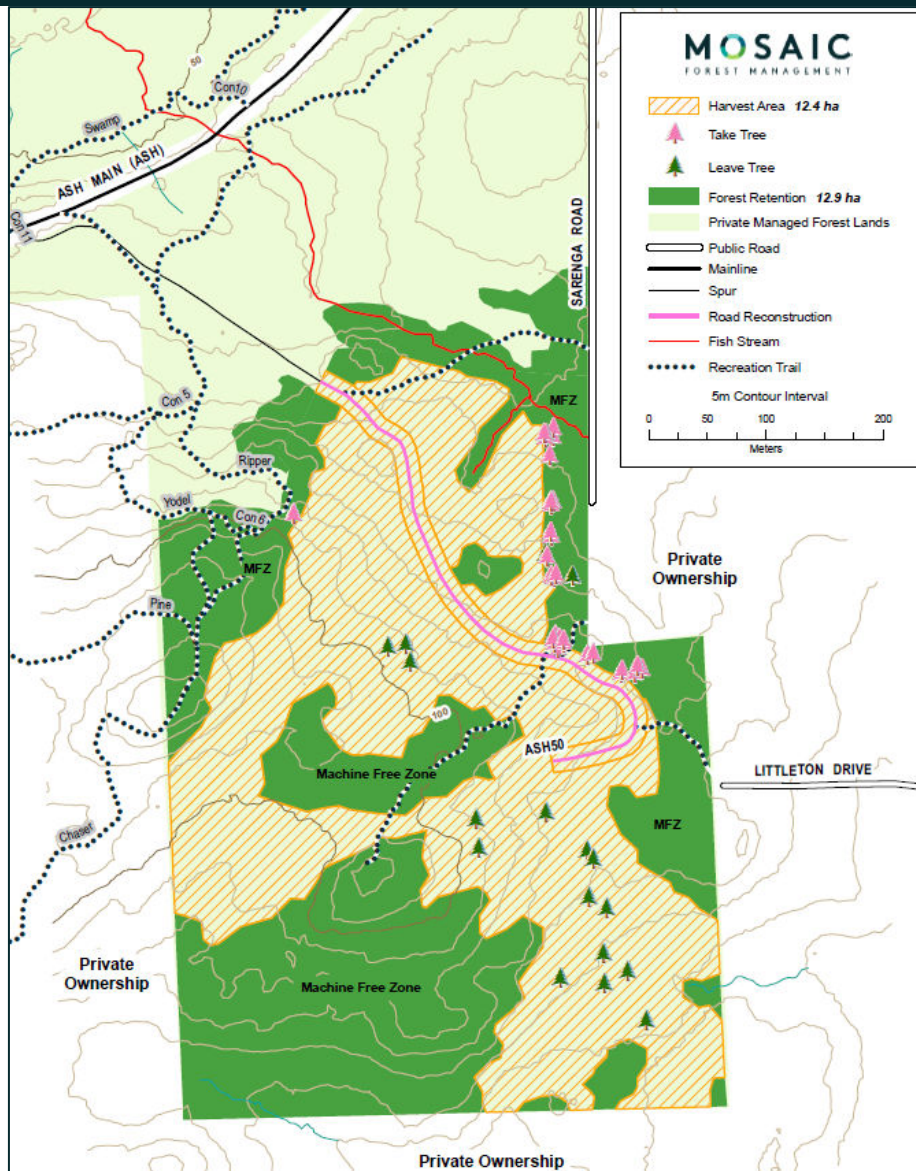 MOSAIC
FOREST MANAGEMENT
Harvest Area 12.4 ha
Take Tree
Leave Tree
Forest Retention 12.9 ha
Private Managed Forest Lands
Public Road
Mainline
Spur
Road Reconstruction
Fish Stream
Recreation Trail
5m Contour Interval
0 50 100 200
Meters
50
Con10
Swamp
ASH MAIN (ASH)
Con11
SARENGA ROAD
MFZ
Con 5
Ripper
Yodel
Con 6
MFZ
Private
Ownership
Pine
100
ASH50
Machine Free Zone
LITTLETON DRIVE
MFZ
Chaset
Private
Ownership
Machine Free Zone
Private Ownership